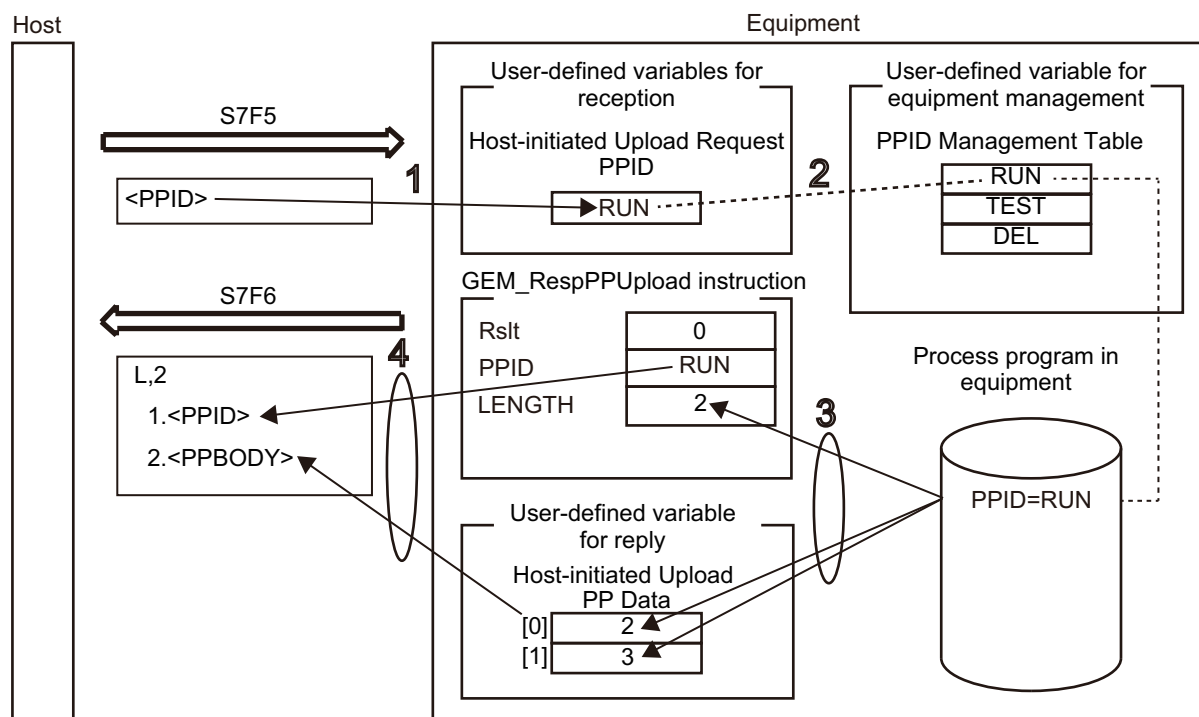 Host
Equipment
S7F5
<PPID>
1
User-defined variables for
reception
Host-initiated Upload Request
PPID
RUN
2
User-defined variable for
equipment management
PPID Management Table
RUN
TEST
DEL
S7F6
4
L,2
1.<PPID>
2.<PPBODY>
GEM_RespPPUpload instruction
Rslt
0
PPID
RUN
LENGTH
2
3
Process program in
equipment
PPID=RUN
User-defined variable
for reply
Host-initiated Upload
PP Data
[0]
2
[1]
3